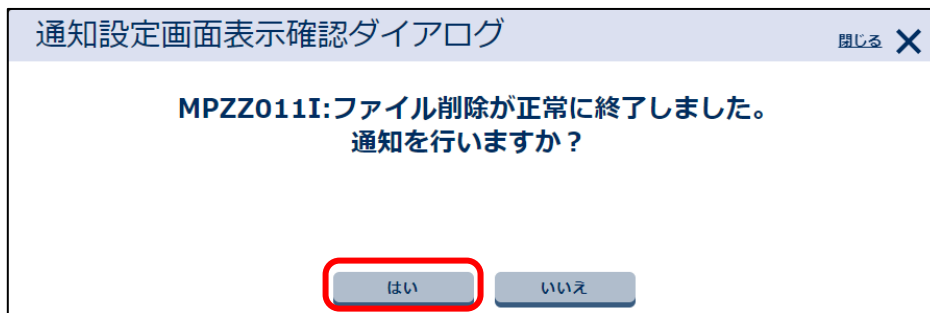 通知設定画面表示確認ダイアログ
閉じる
MPZZ011I:ファイル削除が正常に終了しました。
通知を行いますか？
はい
いいえ